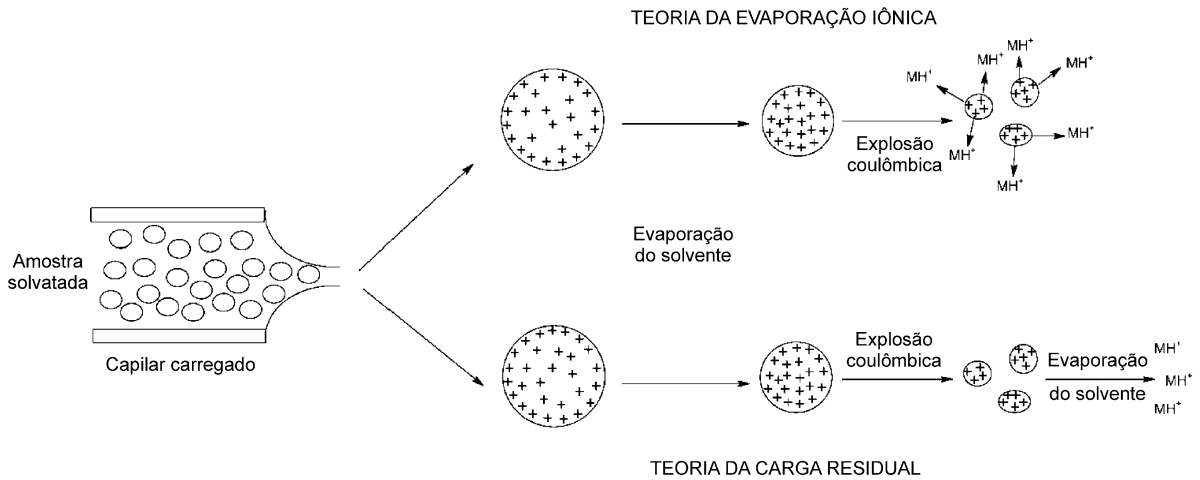 TEORIA DA EVAPORAÇÃO IÔNICA
MH⁺
MH⁺
MH⁺
MH'
Explosão
coulômbica
MH⁺
MH⁺
MH⁺
Amostra
solvatada
Capilar carregado
Evaporação
do solvente
Explosão
coulômbica
Evaporação
do solvente
MH'
MH⁺
MH⁺
TEORIA DA CARGA RESIDUAL